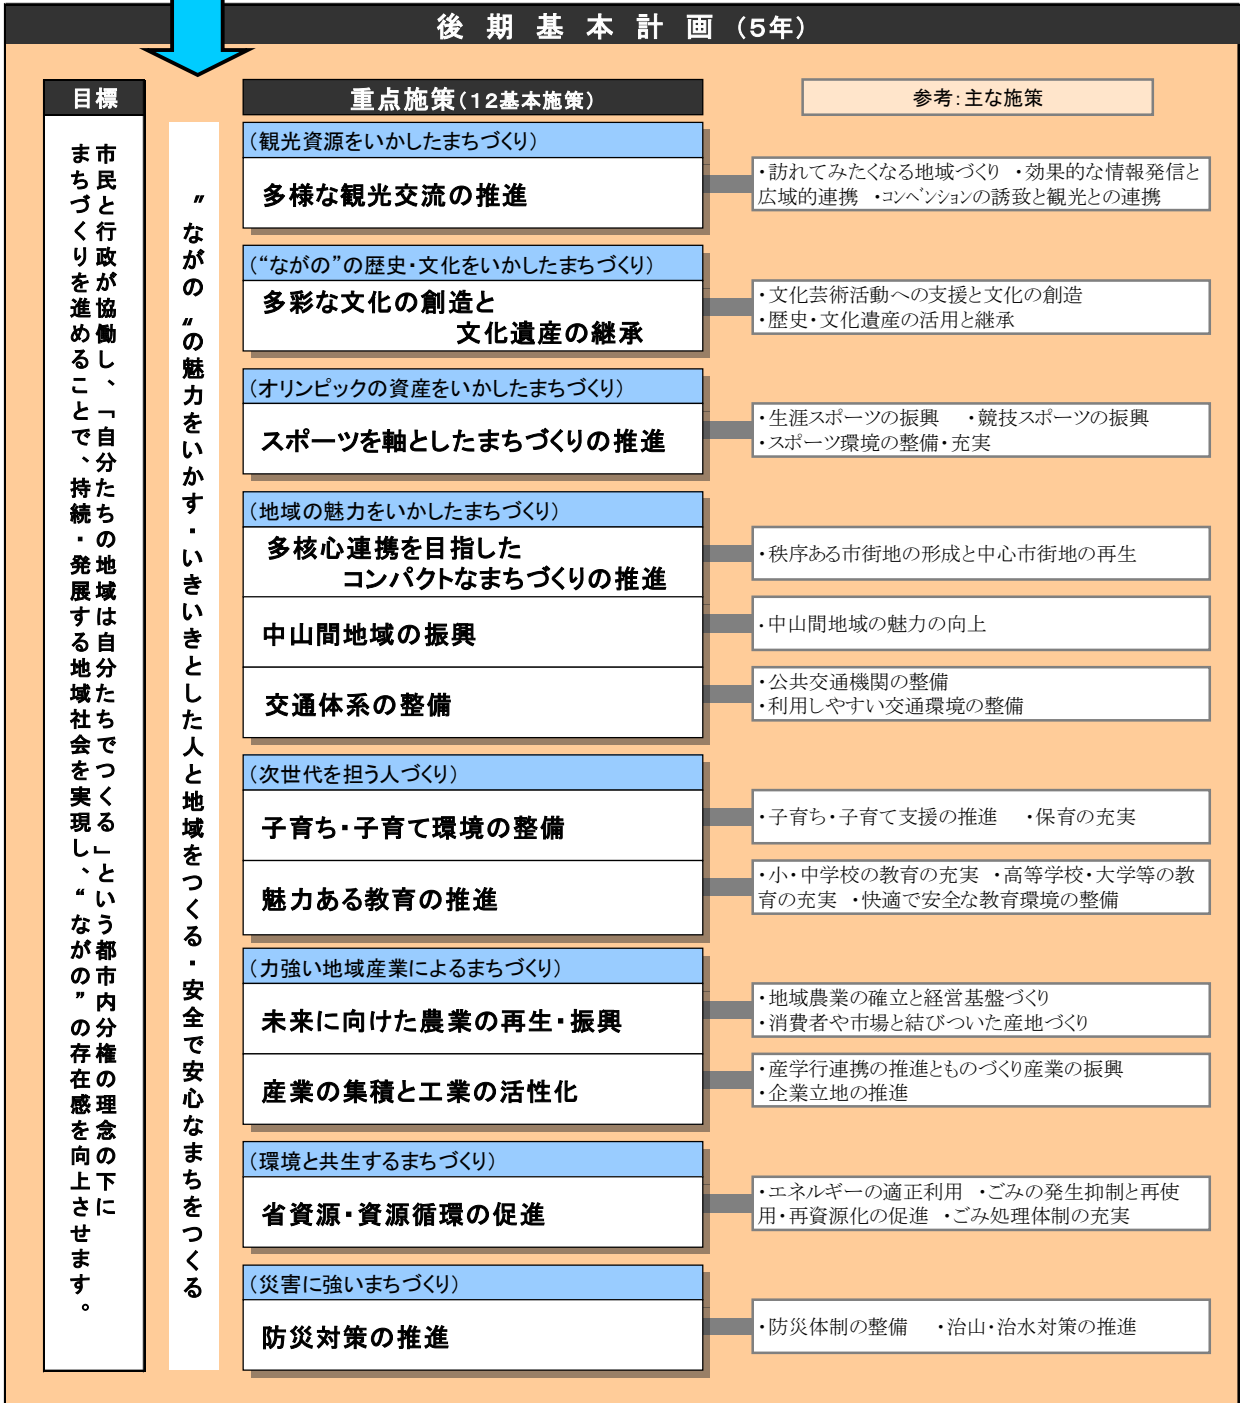 後期基本計画(5年)
目標
市民と行政が協働し、「自分たちの地域は自分たちでつくる」という都市内分権の理念の下に
まちづくりを進めることで、持続・発展する地域社会を実現し、“ながの”の存在感を向上させます。
“ながの”の魅力をいかす・いきいきとした人と地域をつくる・安全で安心なまちをつくる
重点施策(12基本施策)
参考:主な施策
(観光資源をいかしたまちづくり)
多様な観光交流の推進
・訪れてみたくなる地域づくり ・効果的な情報発信と
広域的連携 ・コンベンションの誘致と観光との連携
(“ながの”の歴史・文化をいかしたまちづくり)
多彩な文化の創造と
文化遺産の継承
・文化芸術活動への支援と文化の創造
・歴史・文化遺産の活用と継承
(オリンピックの資産をいかしたまちづくり)
スポーツを軸としたまちづくりの推進
・生涯スポーツの振興 ・競技スポーツの振興
・スポーツ環境の整備・充実
(地域の魅力をいかしたまちづくり)
多核心連携を目指した
コンパクトなまちづくりの推進
・秩序ある市街地の形成と中心市街地の再生
中山間地域の振興
・中山間地域の魅力の向上
交通体系の整備
・公共交通機関の整備
・利用しやすい交通環境の整備
(次世代を担う人づくり)
子育ち・子育て環境の整備
・子育ち・子育て支援の推進 ・保育の充実
魅力ある教育の推進
・小・中学校の教育の充実 ・高等学校・大学等の教
育の充実 ・快適で安全な教育環境の整備
(力強い地域産業によるまちづくり)
未来に向けた農業の再生・振興
・地域農業の確立と経営基盤づくり
・消費者や市場と結びついた産地づくり
産業の集積と工業の活性化
・産学行連携の推進とものづくり産業の振興
・企業立地の推進
(環境と共生するまちづくり)
省資源・資源循環の促進
・エネルギーの適正利用 ・ごみの発生抑制と再使
用・再資源化の促進 ・ごみ処理体制の充実
(災害に強いまちづくり)
防災対策の推進
・防災体制の整備 ・治山・治水対策の推進